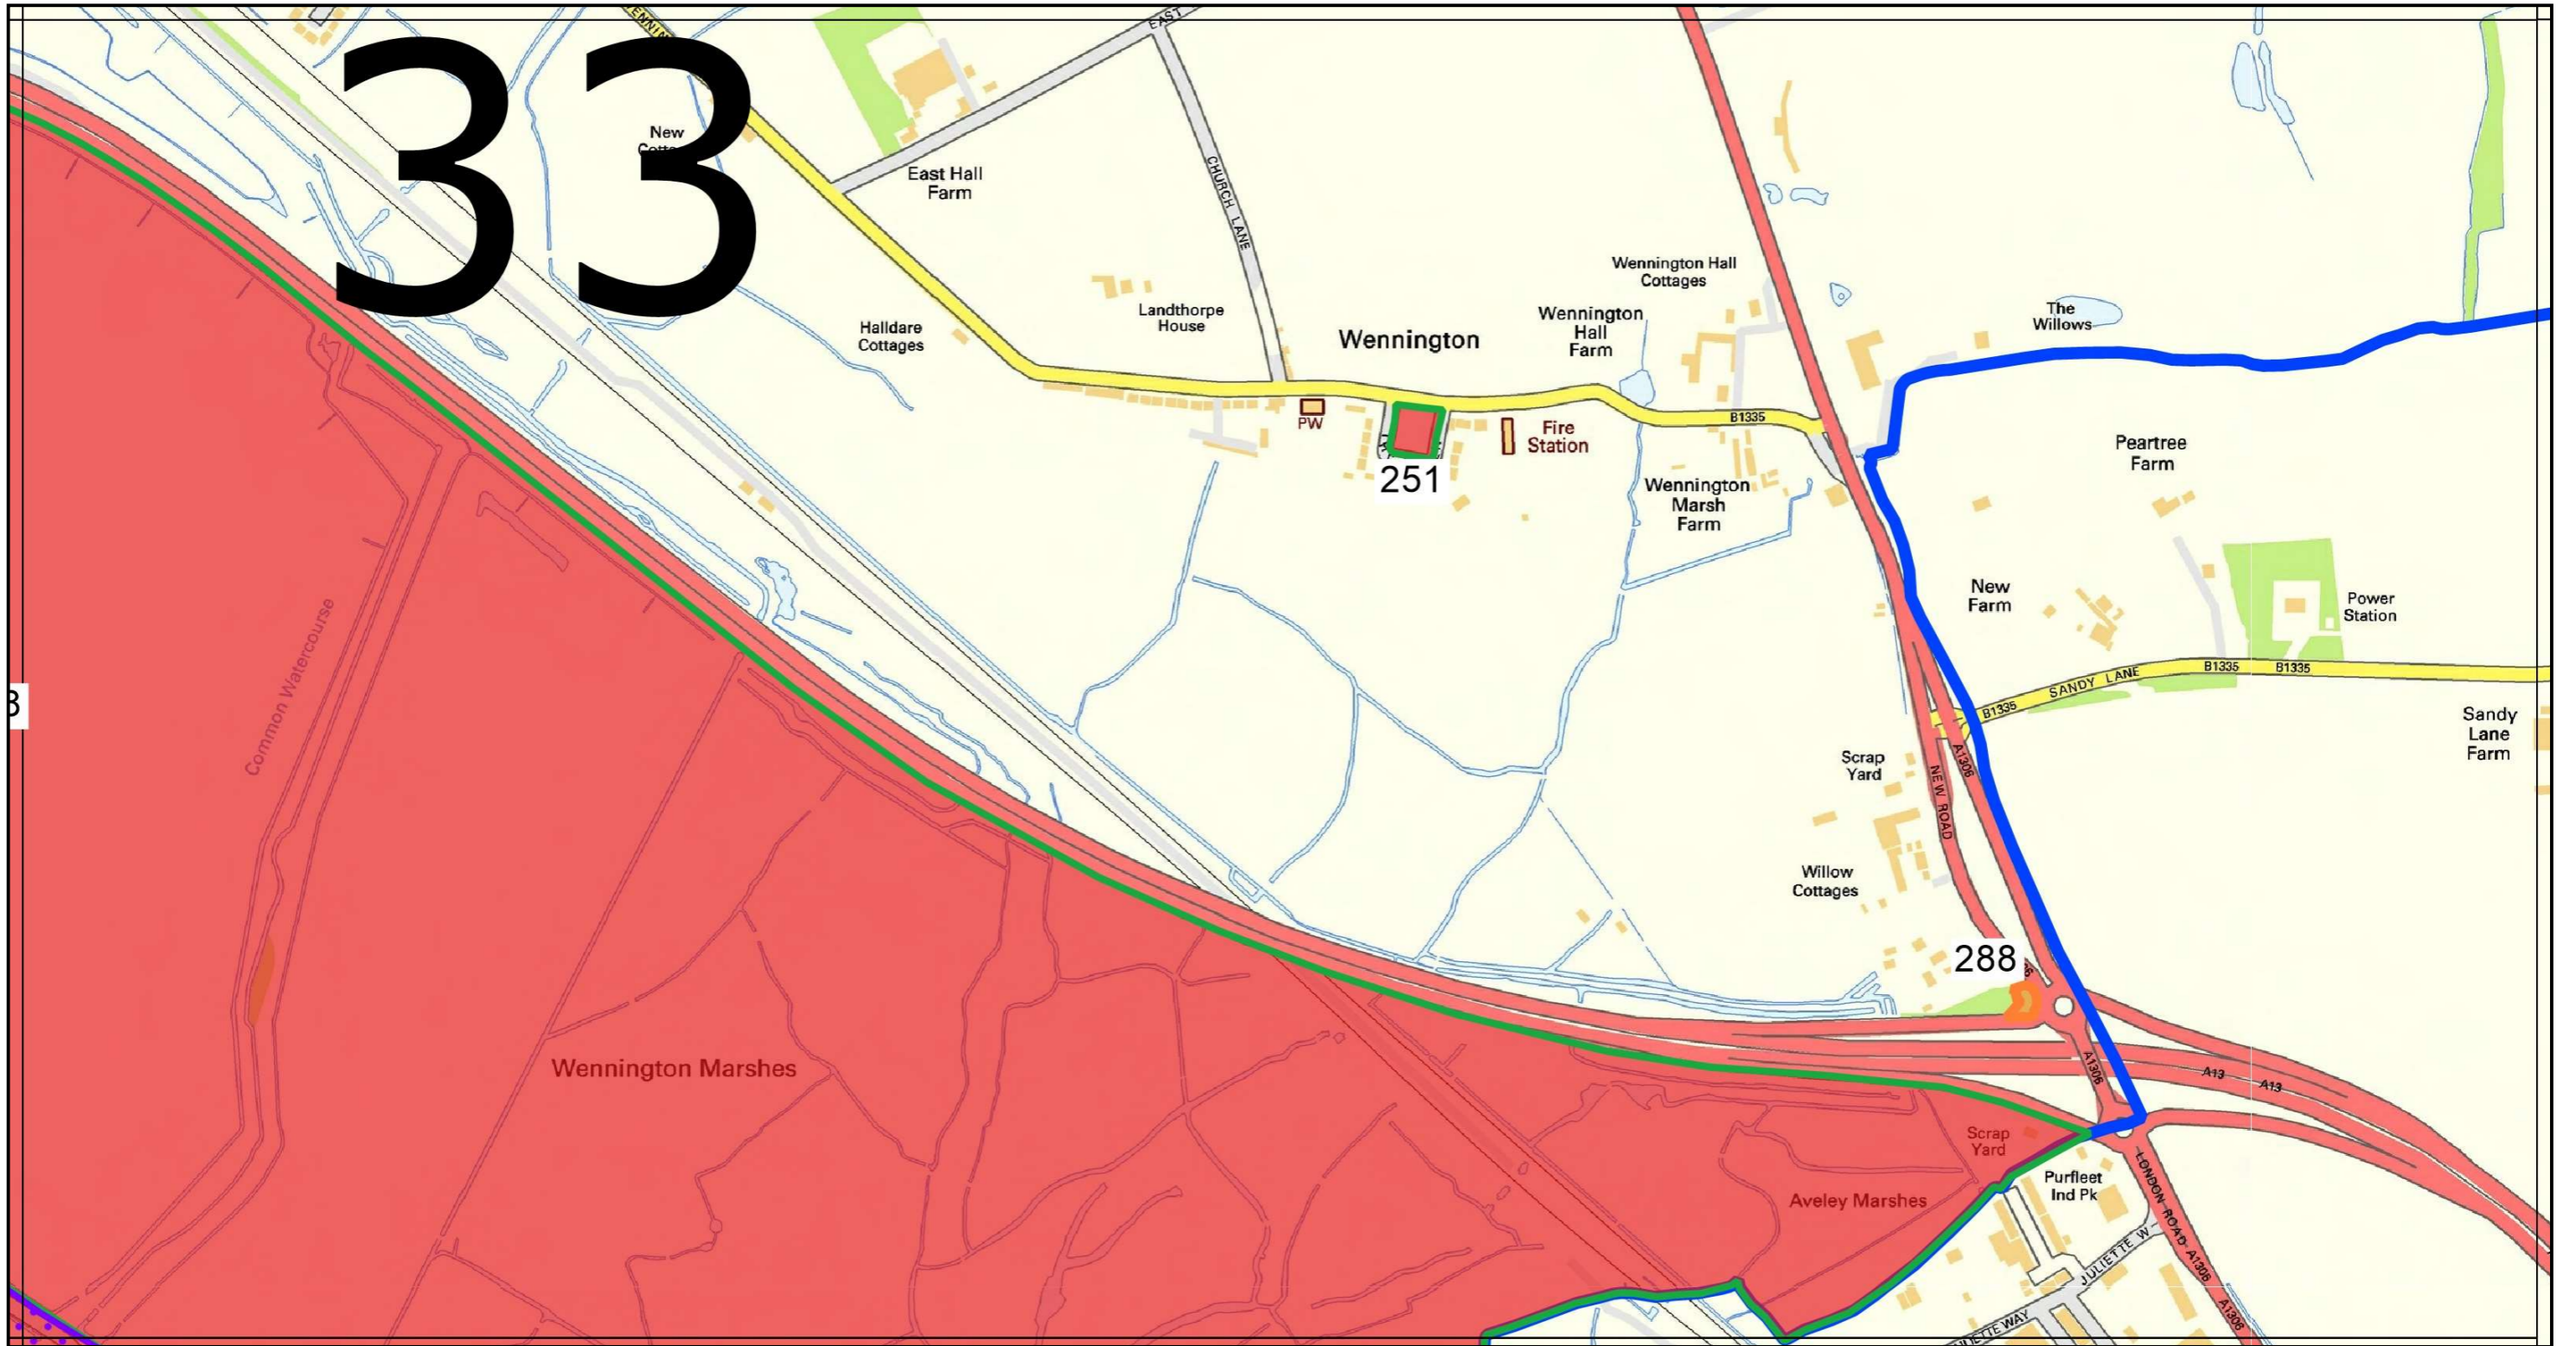 33
EAST
New
East Hall
Farm
CHURCH LANE
Wennington Hall
Cottages
Landthorpe
House
Wennington
Wennington
Hall
Farm
The
Willows
Halldare
Cottages
B1335
PW
Fire
Station
251
Wennington
Marsh
Farm
Peartree
Farm
New
Farm
Power
Station
Common Watercourse
3
B1335
B1335
SANDY LANE
B1335
Sandy
Lane
Farm
A1306
NEW ROAD
Scrap
Yard
Willow
Cottages
288
Wennington Marshes
A1306
A13
A13
Scrap
Yard
Purfleet
Ind Pk
Aveley Marshes
LONDON ROAD A1306
JULIETTE W
A1306